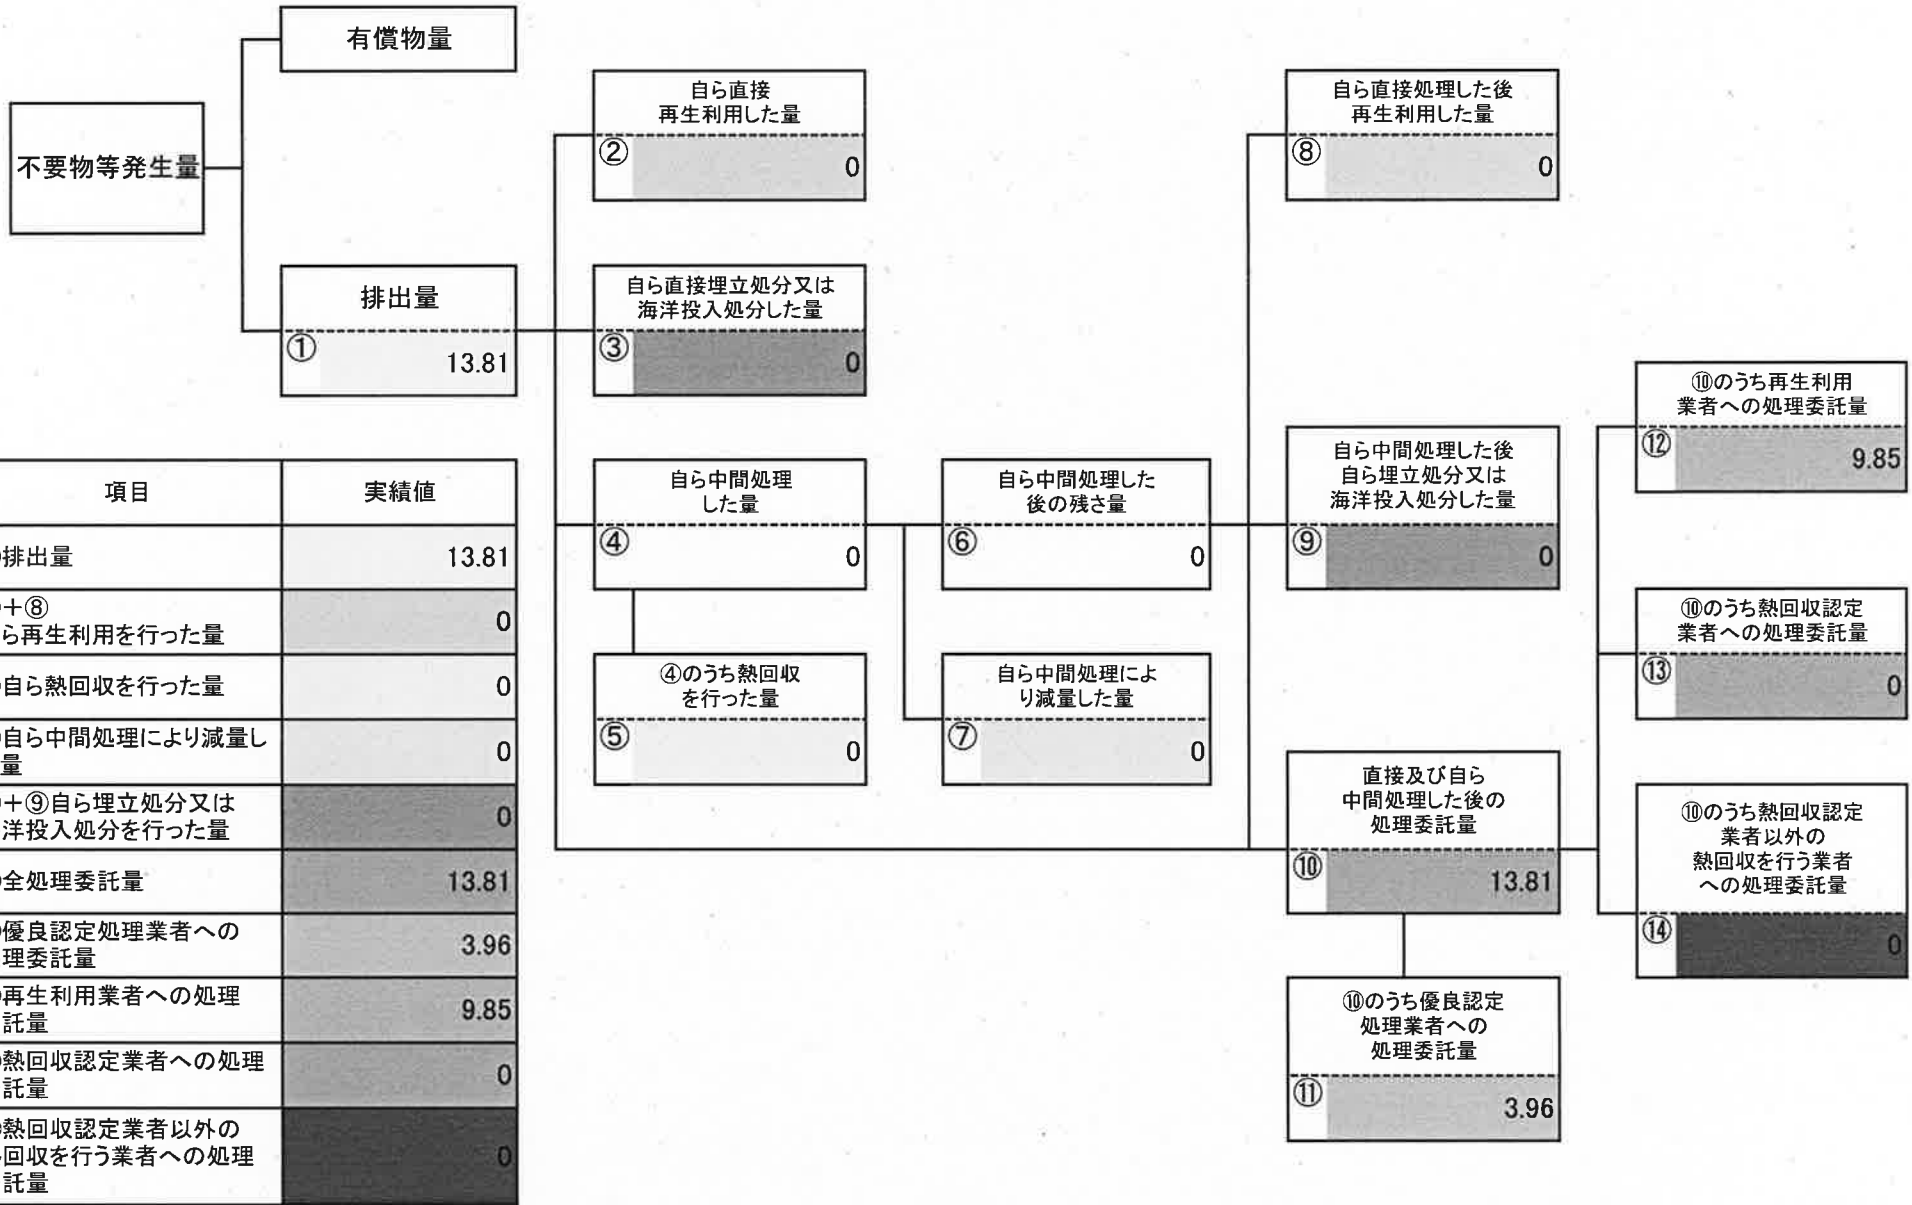 有償物量
不要物等発生量
排出量
① 13.81
自ら直接
再生利用した量
② 0
自ら直接埋立処分又は
海洋投入処分した量
③ 0
自ら中間処理
した量
④ 0
④のうち熱回収
を行った量
⑤ 0
自ら中間処理した
後の残さ量
⑥ 0
自ら中間処理によ
り減量した量
⑦ 0
自ら直接処理した後
再生利用した量
⑧ 0
自ら中間処理した後
自ら埋立処分又は
海洋投入処分した量
⑨ 0
直接及び自ら
中間処理した後の
処理委託量
⑩ 13.81
⑩のうち優良認定
処理業者への
処理委託量
⑪ 3.96
⑩のうち再生利用
業者への処理委託量
⑫ 9.85
⑩のうち熱回収認定
業者への処理委託量
⑬ 0
⑩のうち熱回収認定
業者以外の
熱回収を行う業者
への処理委託量
⑭ 0
項目 実績値
排出量 13.81
+⑧
ら再生利用を行った量 0
自ら熱回収を行った量 0
自ら中間処理により減量し
量 0
+⑨自ら埋立処分又は
洋投入処分を行った量 0
全処理委託量 13.81
優良認定処理業者への
理委託量 3.96
再生利用業者への処理
託量 9.85
熱回収認定業者への処理
託量 0
熱回収認定業者以外の
回収を行う業者への処理
託量 0